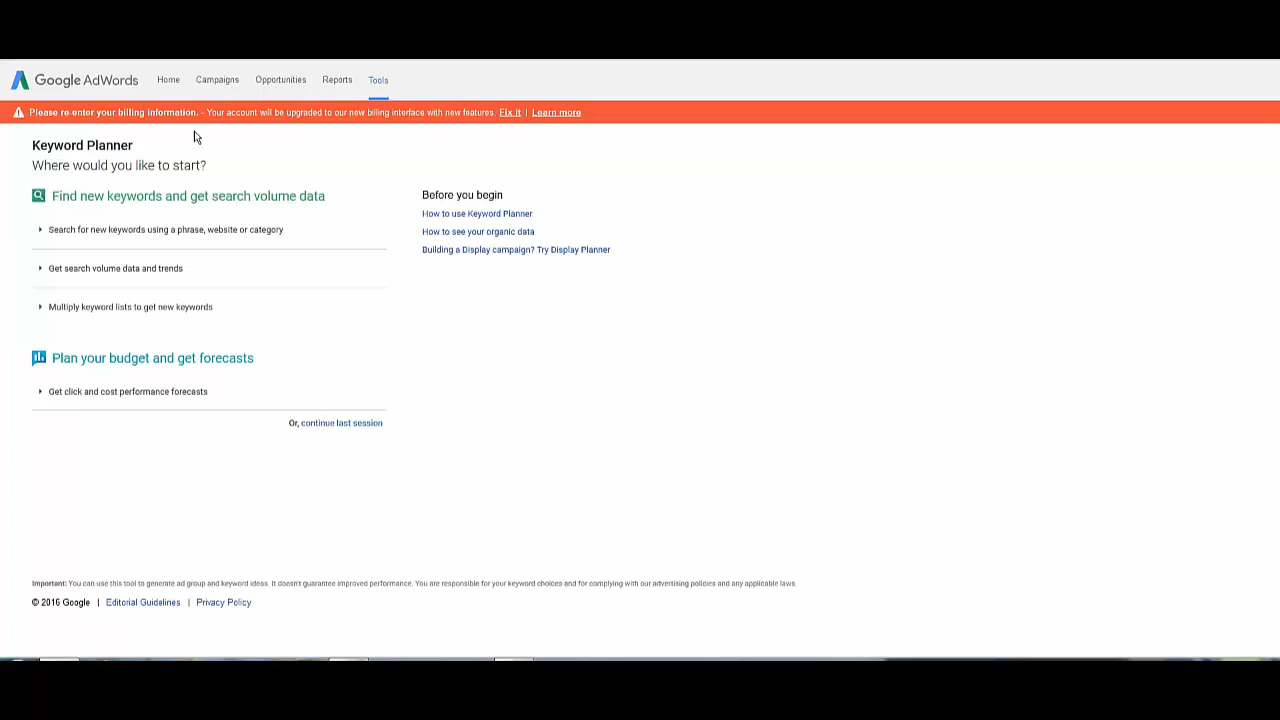 Google AdWords Home Campaigns Opportunities Reports Tools
Please re-enter your billing information. - Your account will be upgraded to our new billing interface with new features. Fix it | Learn more
Keyword Planner
Where would you like to start?
Find new keywords and get search volume data
Search for new keywords using a phrase, website or category
Get search volume data and trends
Multiply keyword lists to get new keywords
Plan your budget and get forecasts
Get click and cost performance forecasts
Or, continue last session
Before you begin
How to use Keyword Planner
How to see your organic data
Building a Display campaign? Try Display Planner
Important: You can use this tool to generate ad group and keyword ideas. It doesn't guarantee improved performance. You are responsible for your keyword choices and for complying with our advertising policies and any applicable laws.
© 2016 Google | Editorial Guidelines | Privacy Policy